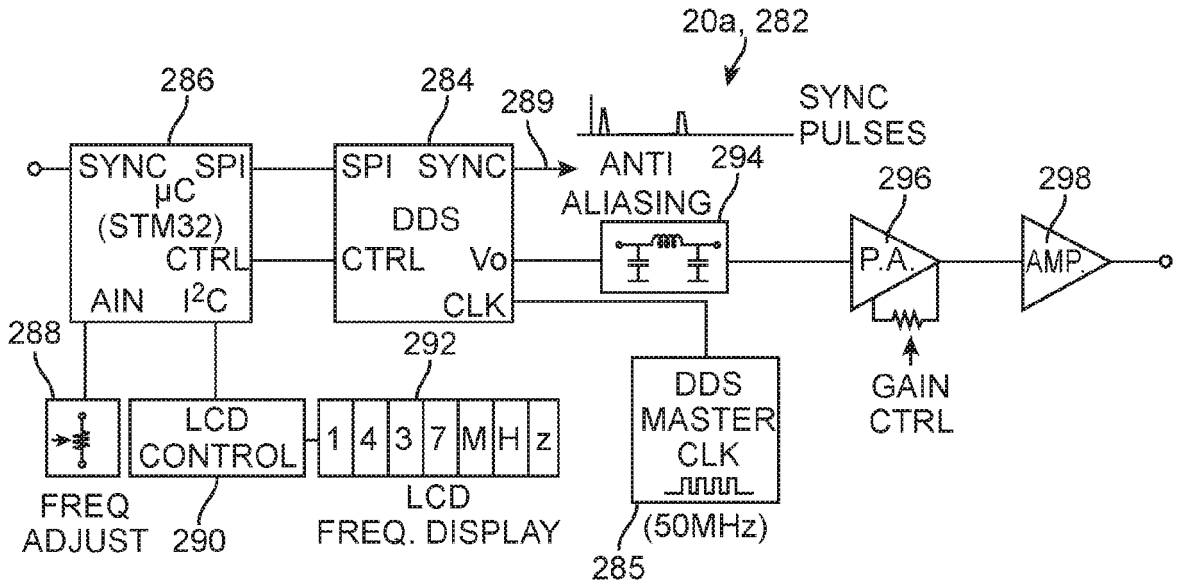 20a, 282
286
284
289
SYNC
PULSES
SYNC SPI
µC
(STM32)
CTRL
AIN I²C
SPI SYNC
DDS
CTRL Vo
CLK
ANTI
ALIASING
294
296
P.A.
298
AMP.
288
292
LCD
CONTROL
1 4 3 7 M H z
DDS
MASTER
CLK
GAIN
CTRL
FREQ
ADJUST
290
LCD
FREQ. DISPLAY
(50MHz)
285